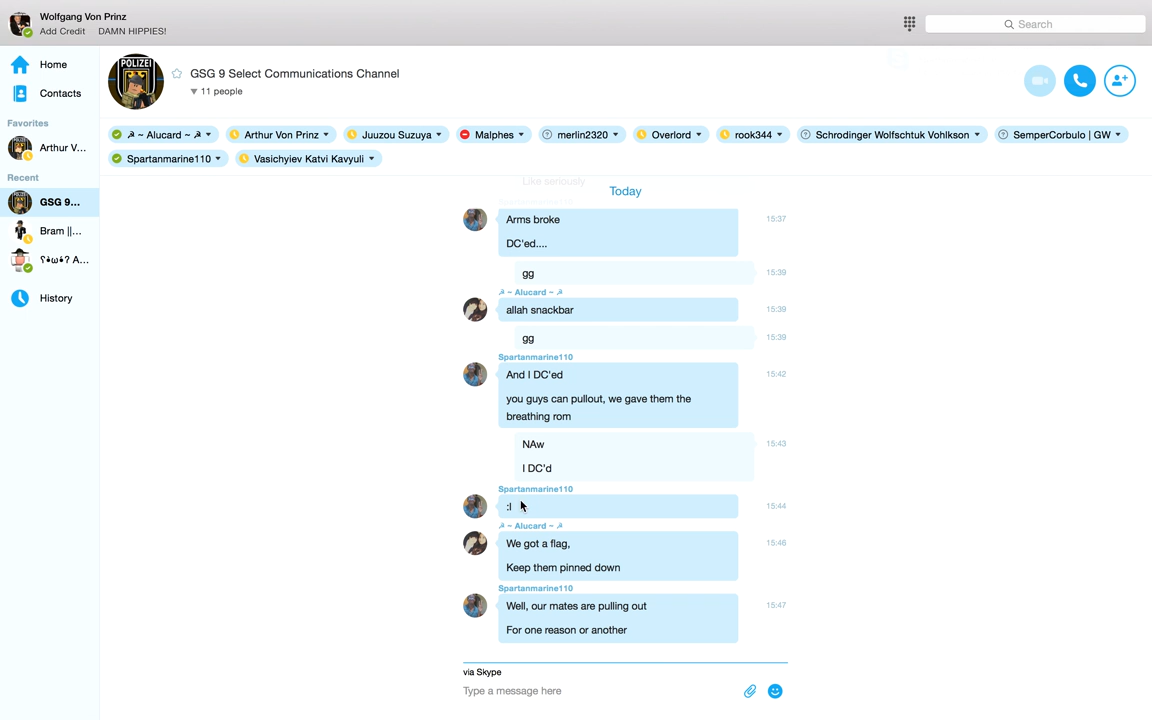 Wolfgang Von Prinz
Add Credit DAMN HIPPIES!
Search
Home
Contacts
Favorites
Arthur V...
Recent
GSG 9...
Bram ||...
History
POLIZEI
GSG 9 Select Communications Channel
▼ 11 people
☭ ~ Alucard ~ ☭
Arthur Von Prinz
Juuzou Suzuya
Malphes
merlin2320
Overlord
rook344
Schrodinger Wolfschtuk Vohlkson
SemperCorbulo | GW
Spartanmarine110
Vasichyiev Katvi Kavyuli
Like seriously
Today
Spartanmarine110
Arms broke 15:37
DC'ed....
gg 15:39
☭ ~ Alucard ~ ☭
allah snackbar 15:39
gg 15:39
Spartanmarine110
And I DC'ed 15:42
you guys can pullout, we gave them the
breathing rom
NAw 15:43
I DC'd
Spartanmarine110
:l 15:44
☭ ~ Alucard ~ ☭
We got a flag, 15:46
Keep them pinned down
Spartanmarine110
Well, our mates are pulling out 15:47
For one reason or another
via Skype
Type a message here